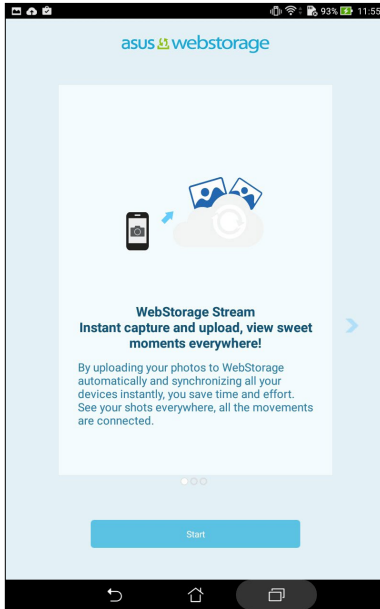 93% 11:55
asus webstorage
WebStorage Stream
Instant capture and upload, view sweet
moments everywhere!
By uploading your photos to WebStorage
automatically and synchronizing all your
devices instantly, you save time and effort.
See your shots everywhere, all the movements
are connected.
Start